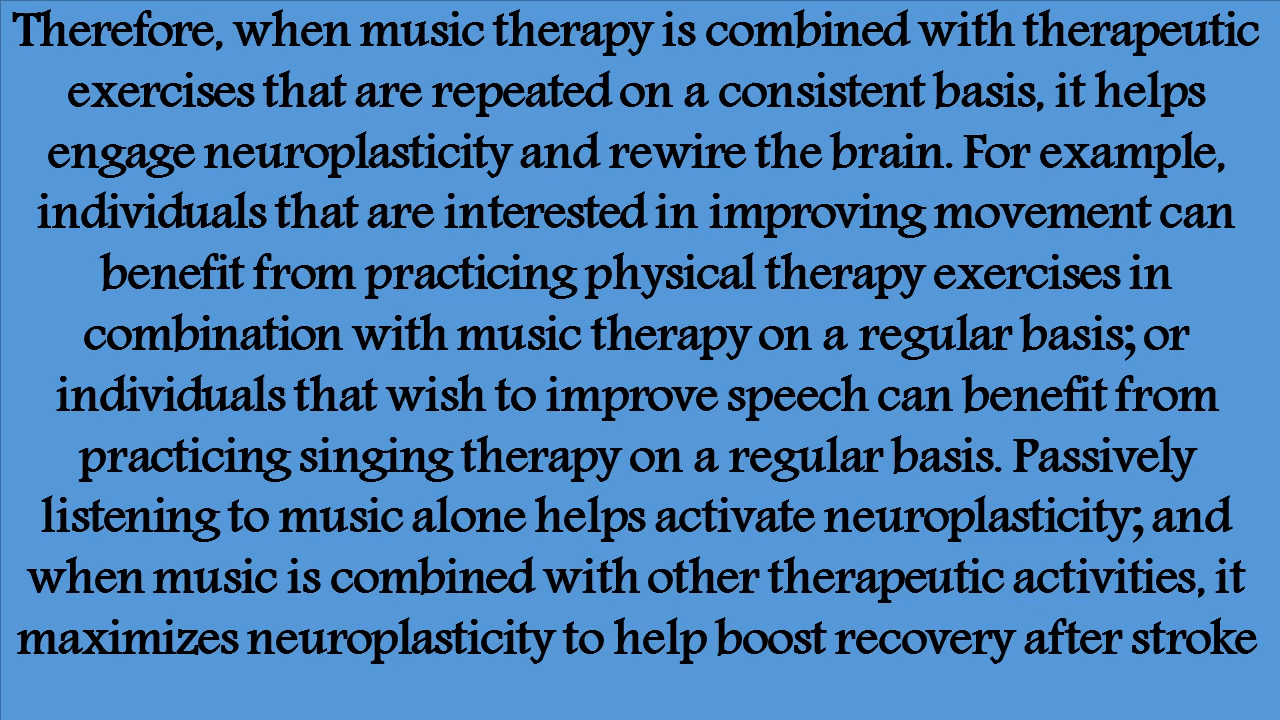 Therefore, when music therapy is combined with therapeutic
exercises that are repeated on a consistent basis, it helps
engage neuroplasticity and rewire the brain. For example,
individuals that are interested in improving movement can
benefit from practicing physical therapy exercises in
combination with music therapy on a regular basis; or
individuals that wish to improve speech can benefit from
practicing singing therapy on a regular basis. Passively
listening to music alone helps activate neuroplasticity; and
when music is combined with other therapeutic activities, it
maximizes neuroplasticity to help boost recovery after stroke